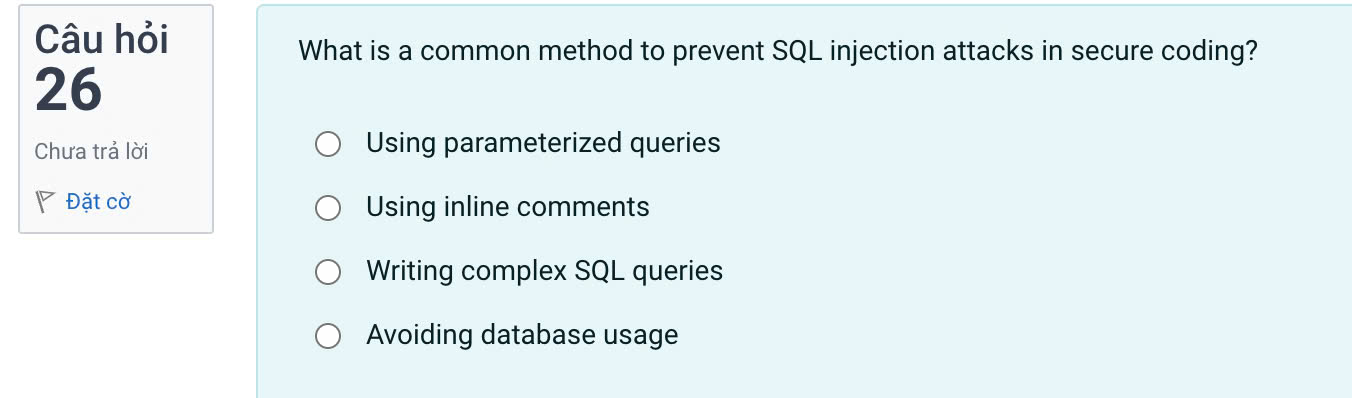 Câu hỏi
26
Chưa trả lời
Đặt cờ
What is a common method to prevent SQL injection attacks in secure coding?
Using parameterized queries
Using inline comments
Writing complex SQL queries
Avoiding database usage